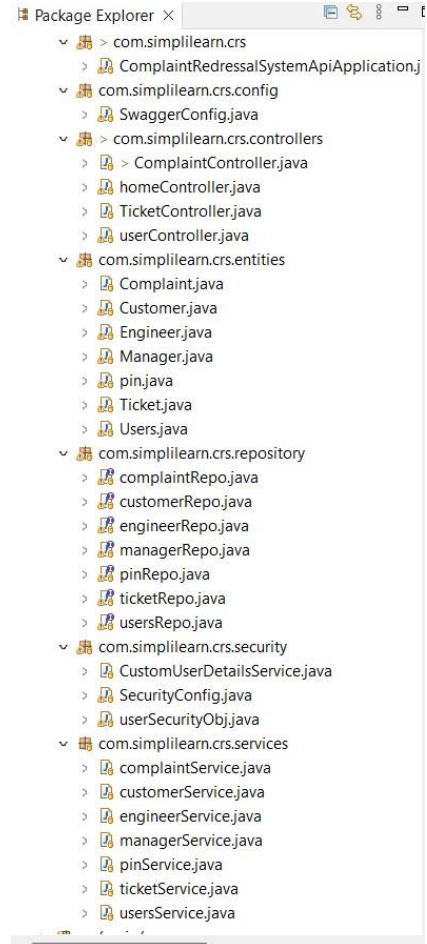 Package Explorer ×
> com.simplilearn.crs
ComplaintRedressalSystemApiApplication.j
com.simplilearn.crs.config
SwaggerConfig.java
> com.simplilearn.crs.controllers
> ComplaintController.java
homeController.java
TicketController.java
userController.java
com.simplilearn.crs.entities
Complaint.java
Customer.java
Engineer.java
Manager.java
pin.java
Ticket.java
Users.java
com.simplilearn.crs.repository
complaintRepo.java
customerRepo.java
engineerRepo.java
managerRepo.java
pinRepo.java
ticketRepo.java
usersRepo.java
com.simplilearn.crs.security
CustomUserDetailsService.java
SecurityConfig.java
userSecurityObj.java
com.simplilearn.crs.services
complaintService.java
customerService.java
engineerService.java
managerService.java
pinService.java
ticketService.java
usersService.java